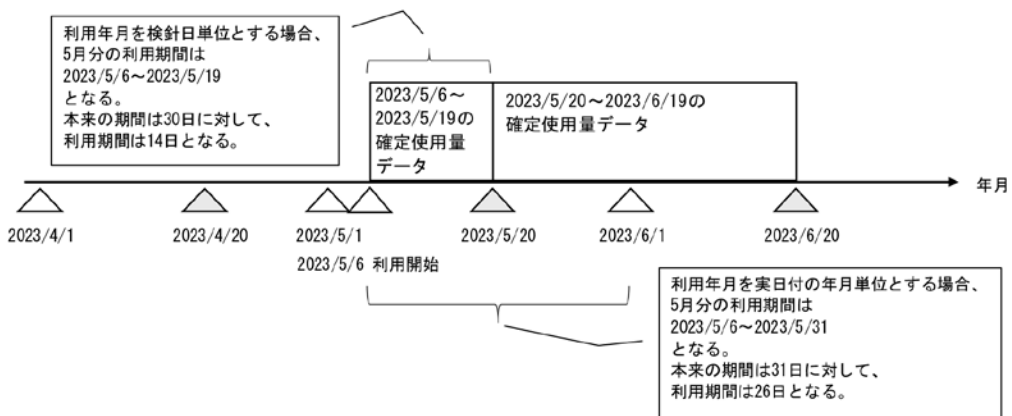 利用年月を検針日単位とする場合、
5月分の利用期間は
2023/5/6～2023/5/19
となる。
本来の期間は30日に対して、
利用期間は14日となる。
2023/5/6～
2023/5/19の
確定使用量
データ
2023/5/20～2023/6/19の
確定使用量データ
年月
2023/4/1
2023/4/20
2023/5/1
2023/5/20
2023/6/1
2023/6/20
2023/5/6 利用開始
利用年月を実日付の年月単位とする場合、
5月分の利用期間は
2023/5/6～2023/5/31
となる。
本来の期間は31日に対して、
利用期間は26日となる。